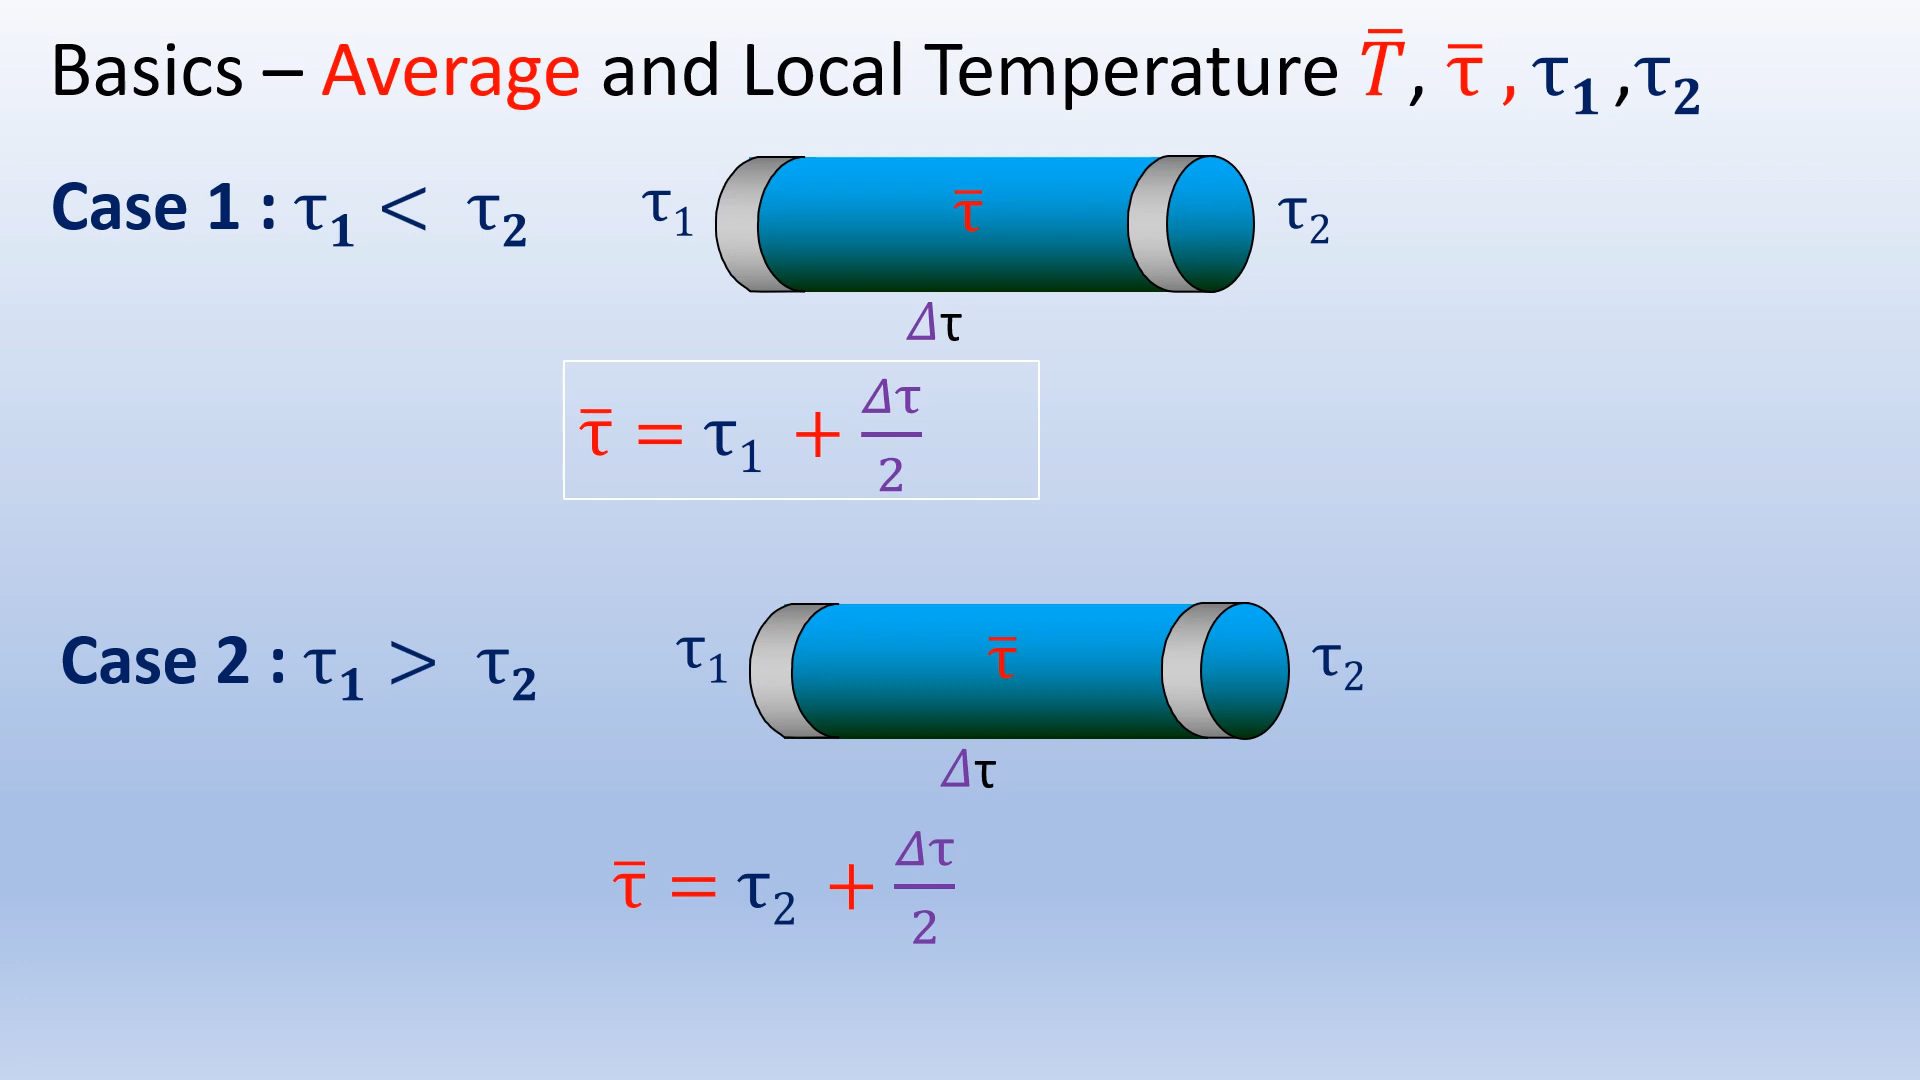 Basics – Average and Local Temperature T̅, τ̅ , τ₁ ,τ₂
Case 1 : τ₁ < τ₂
τ₁ τ̅ τ₂
Δτ
τ̅ = τ₁ + Δτ/2
Case 2 : τ₁ > τ₂
τ₁ τ̅ τ₂
Δτ
τ̅ = τ₂ + Δτ/2